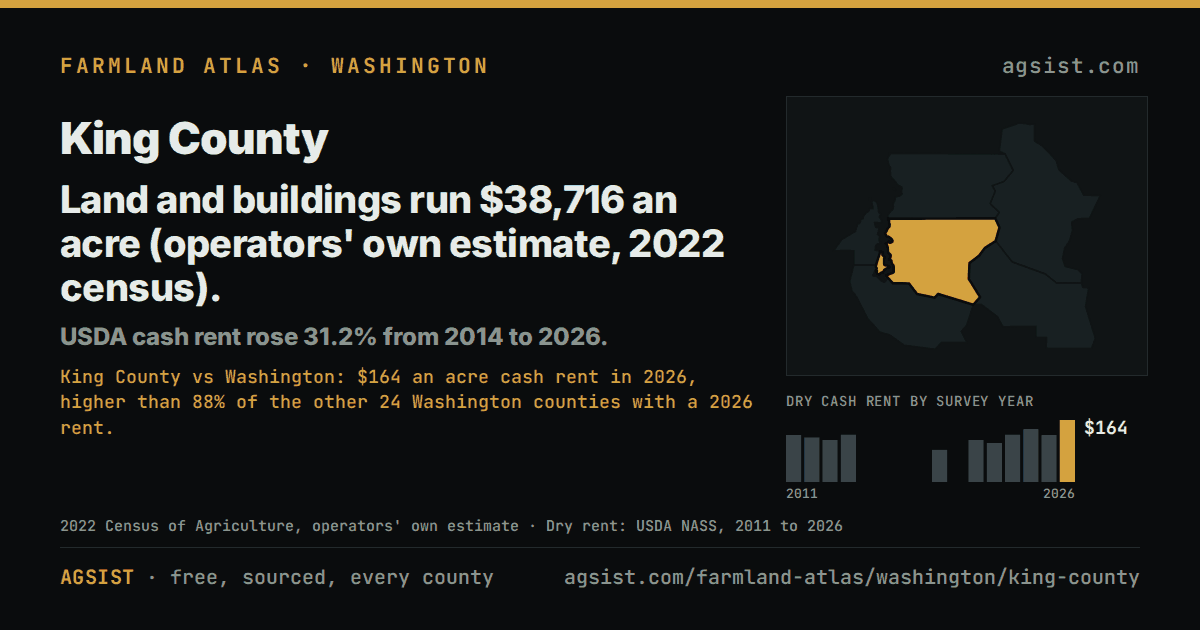 FARMLAND ATLAS · WASHINGTON
agsist.com
King County
Land and buildings run $38,716 an
acre (operators' own estimate, 2022
census).
USDA cash rent rose 31.2% from 2014 to 2026.
King County vs Washington: $164 an acre cash rent in 2026,
higher than 88% of the other 24 Washington counties with a 2026
rent.
DRY CASH RENT BY SURVEY YEAR
$164
2011
2026
2022 Census of Agriculture, operators' own estimate · Dry rent: USDA NASS, 2011 to 2026
AGSIST · free, sourced, every county
agsist.com/farmland-atlas/washington/king-county